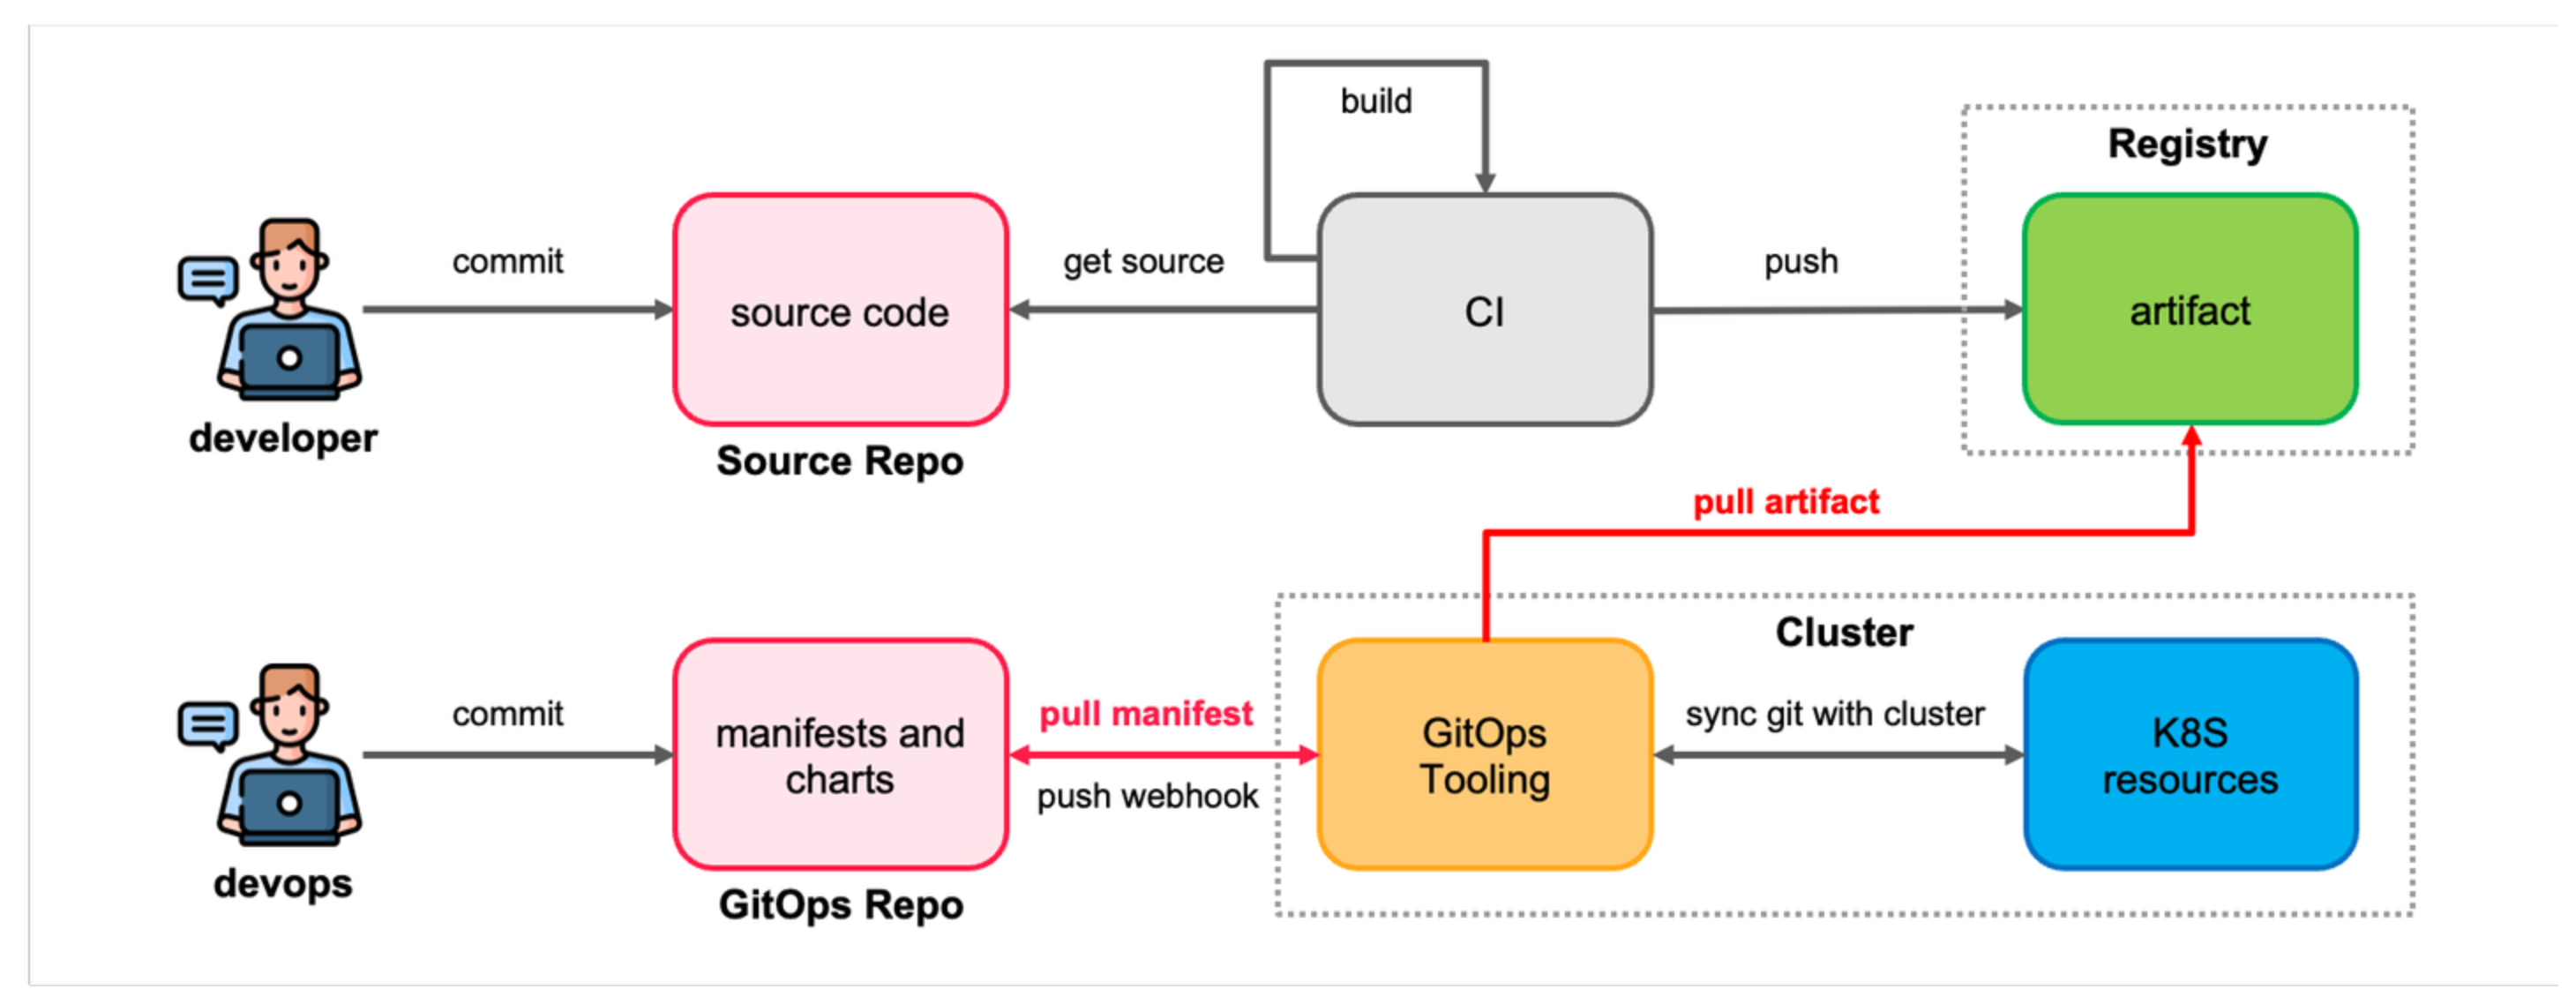 build
Registry
commit
get source
push
source code
CI
artifact
developer
Source Repo
pull artifact
Cluster
commit
pull manifest
sync git with cluster
manifests and
charts
GitOps
Tooling
K8S
resources
push webhook
devops
GitOps Repo